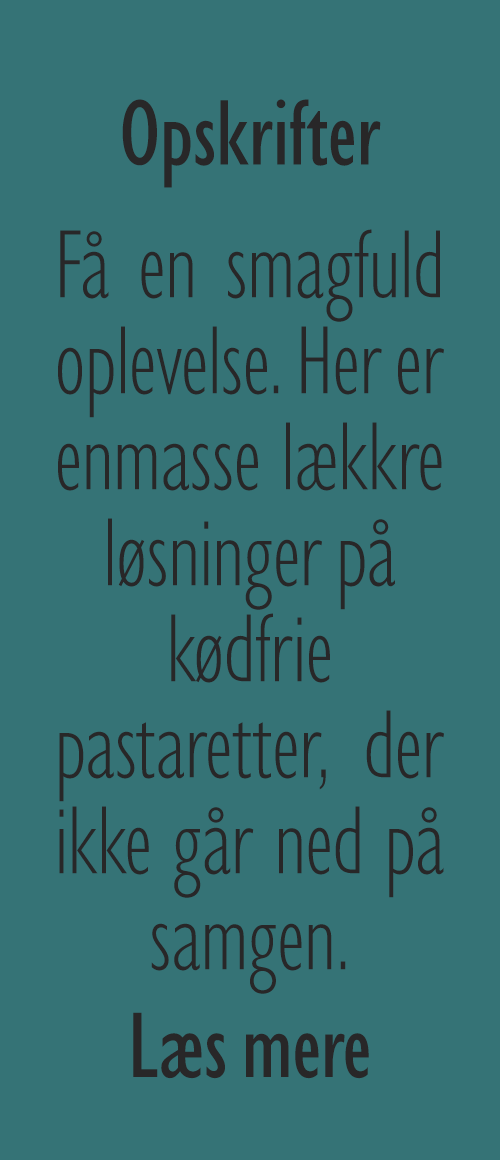 Opskrifter
Få en smagfuld
oplevelse. Her er
enmasse lækkre
løsninger på
kødfrie
pastaretter, der
ikke går ned på
samgen.
Læs mere